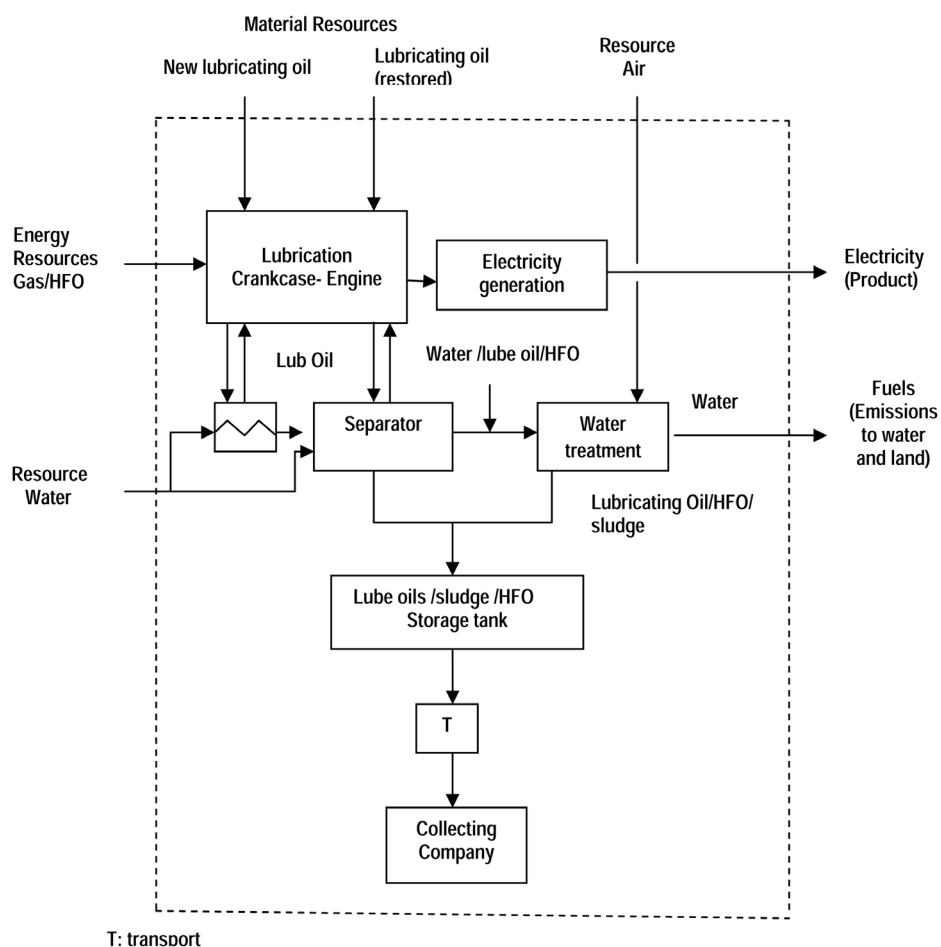 Material Resources
New lubricating oil
Lubricating oil
(restored)
Resource
Air
Energy
Resources
Gas/HFO
Lubrication
Crankcase- Engine
Electricity
generation
Electricity
(Product)
Lub Oil
Water /lube oil/HFO
Separator
Water
treatment
Water
Fuels
(Emissions
to water
and land)
Resource
Water
Lubricating Oil/HFO/
sludge
Lube oils /sludge /HFO
Storage tank
T
Collecting
Company
T: transport